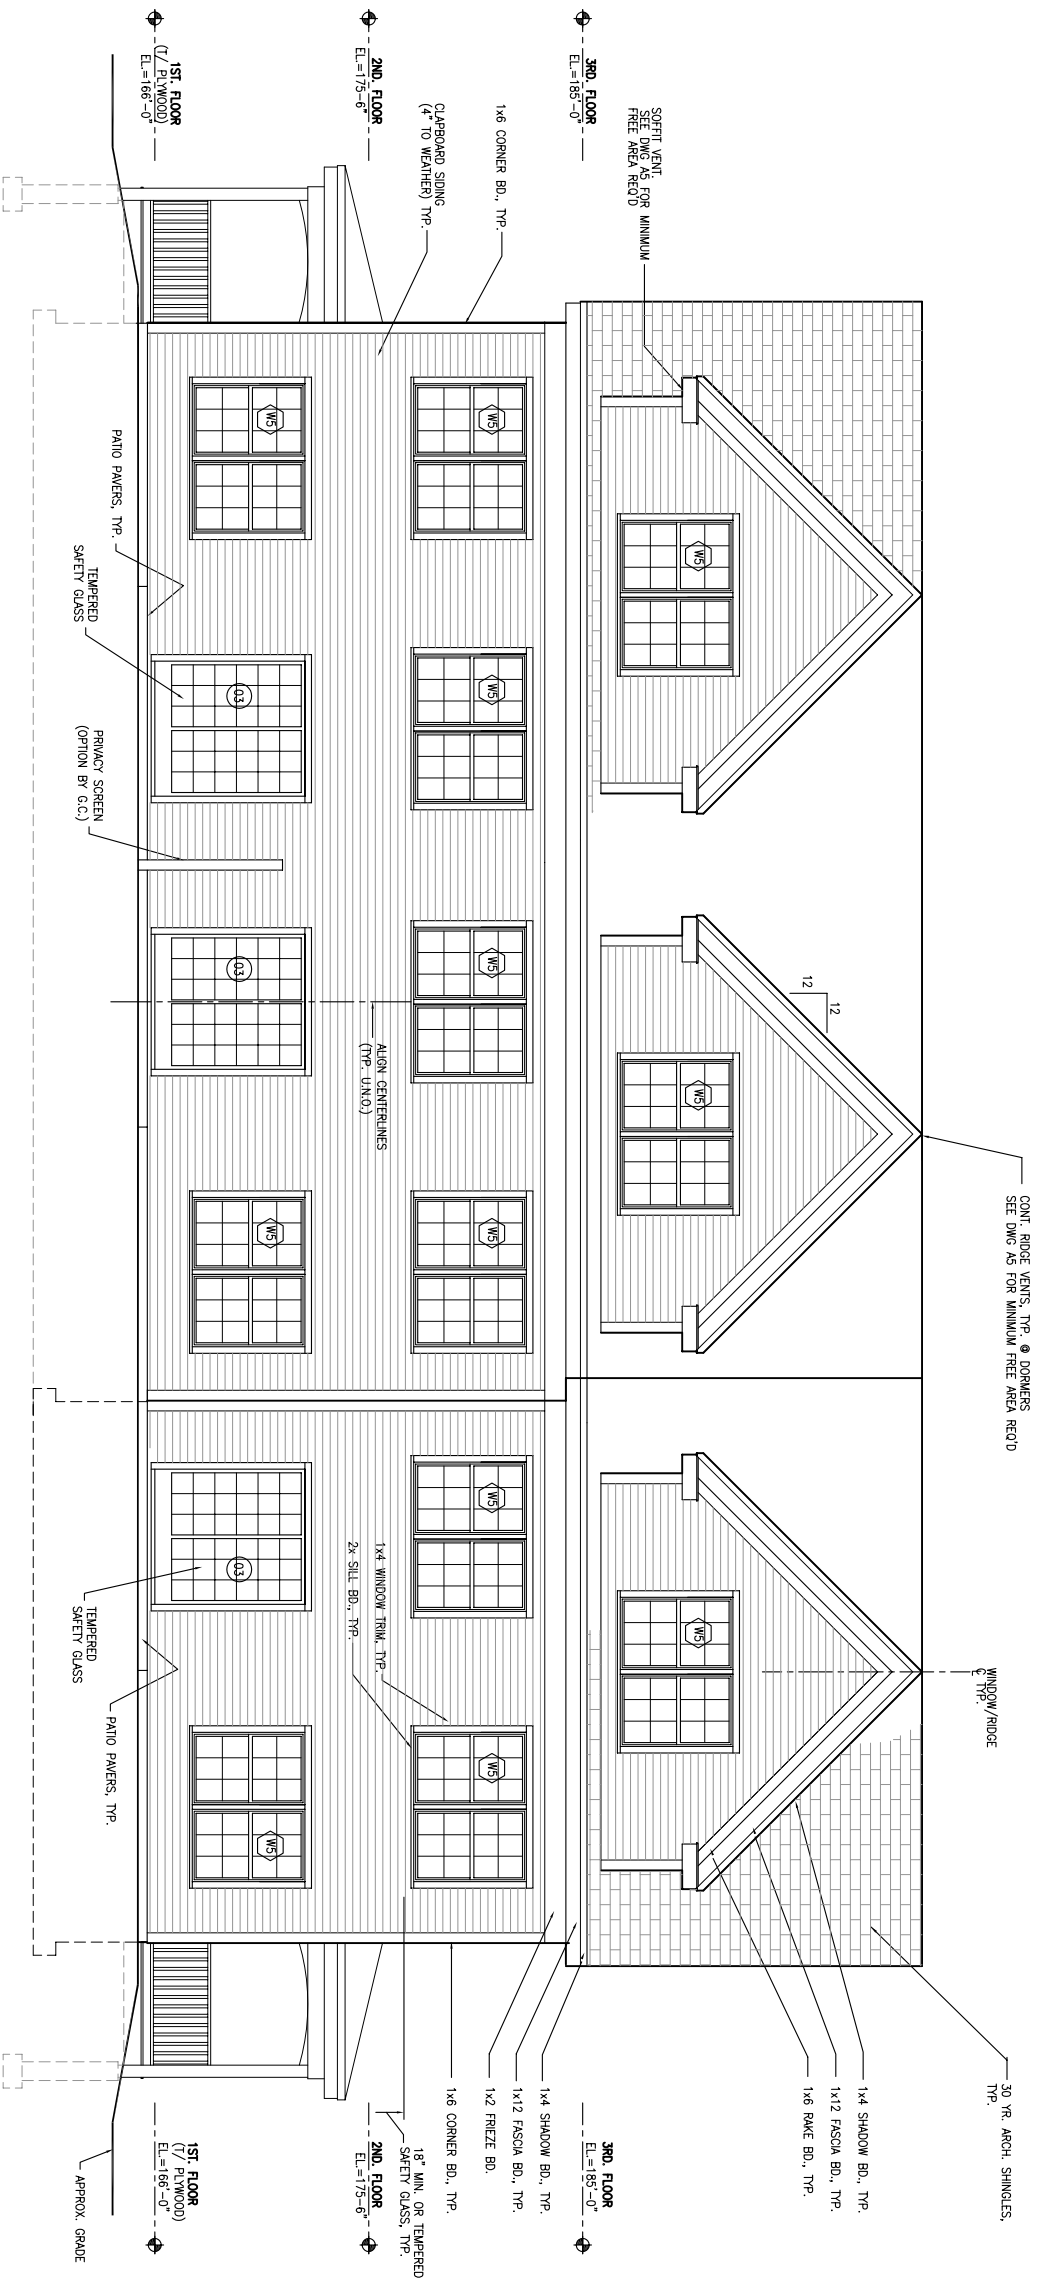 CONT. RIDGE VENTS, TYP. @ DORMERS
SEE DWG A5 FOR MINIMUM FREE AREA REQ'D
WINDOW/RIDGE
℄ TYP.
30 YR. ARCH. SHINGLES,
TYP.
12
12
1x4 SHADOW BD., TYP.
1x12 FASCIA BD., TYP.
1x6 RAKE BD., TYP.
SOFFIT VENT.
SEE DWG A5 FOR MINIMUM
FREE AREA REQ'D
W5
W5
W5
3RD. FLOOR
EL.=185'-0"
3RD. FLOOR
EL.=185'-0"
1x4 SHADOW BD., TYP.
1x12 FASCIA BD., TYP.
1x2 FRIEZE BD.
1x6 CORNER BD., TYP.
1x6 CORNER BD., TYP.
W5
W5
W5
W5
W5
W5
CLAPBOARD SIDING
(4" TO WEATHER) TYP.
18" MIN. OR TEMPERED
SAFETY GLASS, TYP.
2ND. FLOOR
EL.=175-6"
ALIGN CENTERLINES
(TYP. U.N.O.)
1x4 WINDOW TRIM, TYP.
2x SILL BD., TYP.
2ND. FLOOR
EL.=175-6"
W5
03
03
W5
03
W5
1ST. FLOOR
(T/ PLYWOOD)
EL.=166'-0"
1ST. FLOOR
(T/ PLYWOOD)
EL.=166'-0"
PATIO PAVERS, TYP.
TEMPERED
SAFETY GLASS
PRIVACY SCREEN
(OPTION BY G.C.)
TEMPERED
SAFETY GLASS
PATIO PAVERS, TYP.
APPROX. GRADE